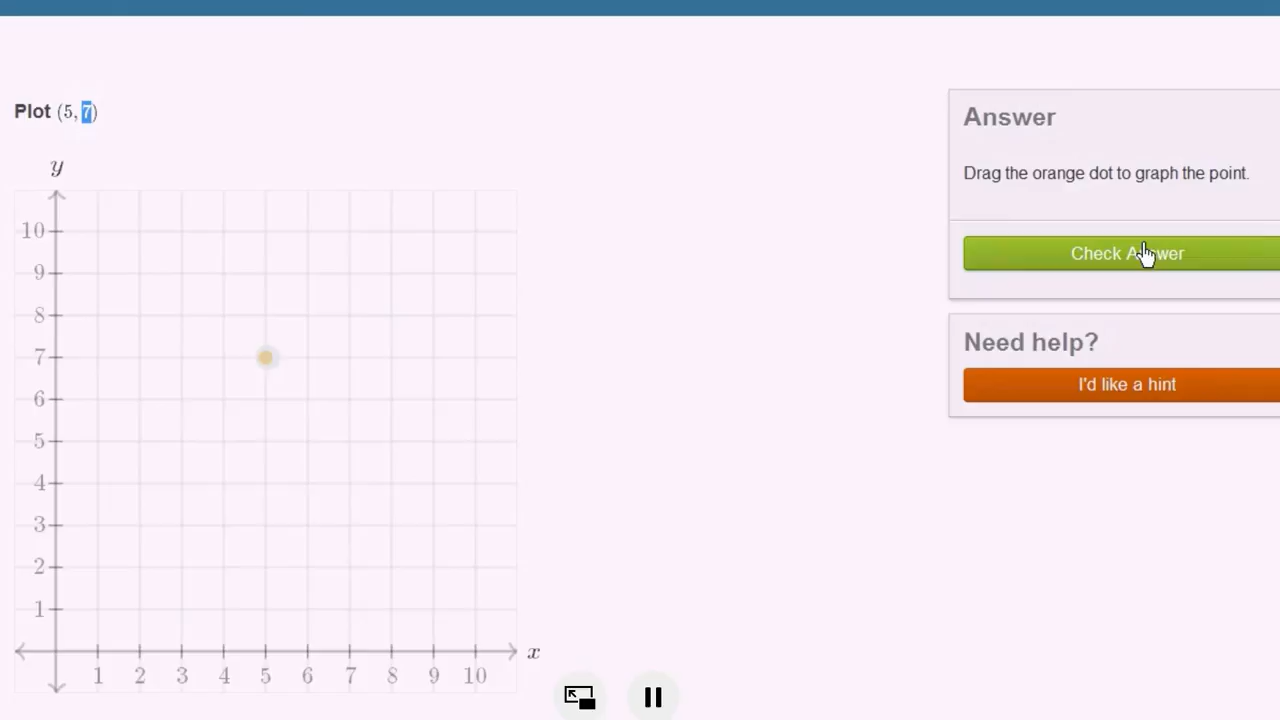 Plot (5, 7)
Answer
Drag the orange dot to graph the point.
Check Answer
Need help?
I'd like a hint
y
10
9
8
7
6
5
4
3
2
1
x
1 2 3 4 5 6 7 8 9 10